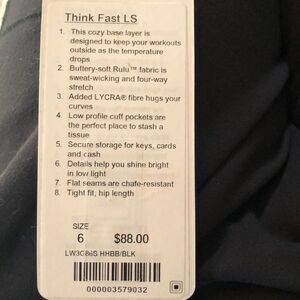 Think Fast LS
1. This cozy base layer is
designed to keep your workouts
outside as the temperature
drops
2. Buttery-soft Rulu™ fabric is
sweat-wicking and four-way
stretch
3. Added LYCRA® fibre hugs your
curves
4. Low profile cuff pockets are
the perfect place to stash a
tissue
5. Secure storage for keys, cards
and cash
6. Details help you shine bright
in low light
7. Flat seams are chafe-resistant
8. Tight fit, hip length
SIZE
6 $88.00
HHBB/BLK
000003579032